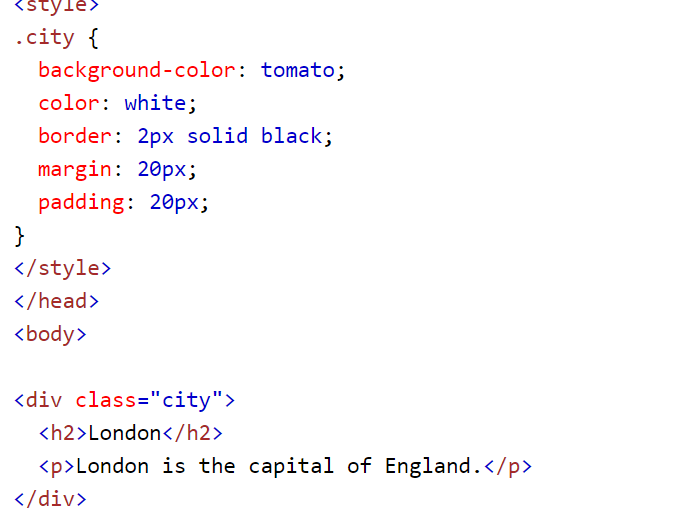 <style>
.city {
  background-color: tomato;
  color: white;
  border: 2px solid black;
  margin: 20px;
  padding: 20px;
}
</style>
</head>
<body>

<div class="city">
  <h2>London</h2>
  <p>London is the capital of England.</p>
</div>